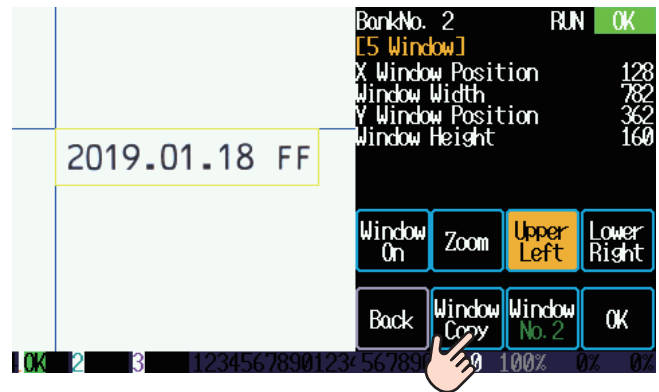 BankNo. 2 RUN OK
[5 Window]
X Window Position 128
Window Width 782
Y Window Position 362
Window Height 160
2019.01.18 FF
Window On Zoom Upper Left Lower Right
Back Window Copy Window No. 2 OK
OK 2 3 12345678901234567890 100% 0% 0%